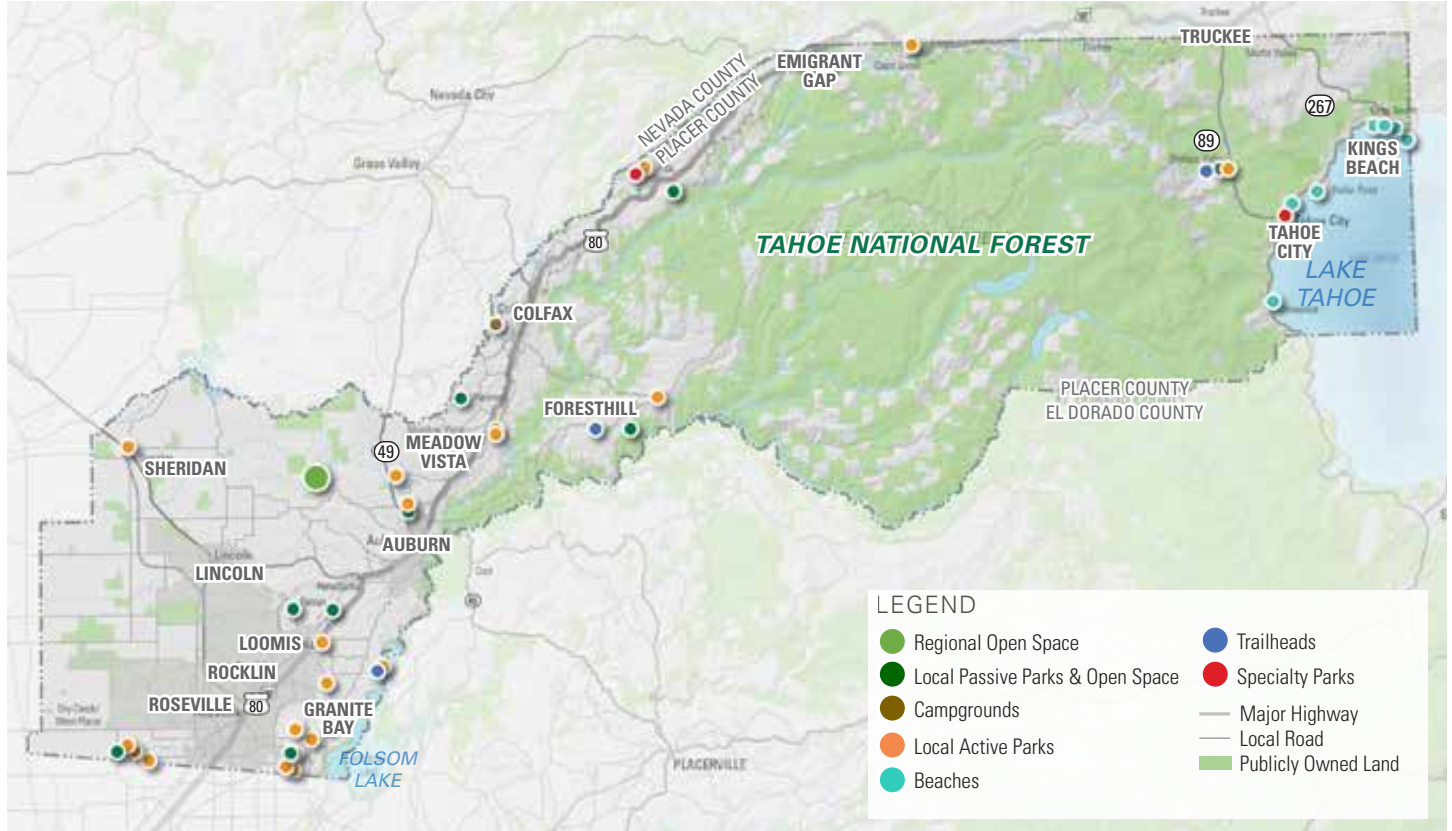 TRUCKEE
EMIGRANT
GAP
NEVADA COUNTY
PLACER COUNTY
Nevada City
267
89
KINGS
BEACH
Grass Valley
80
TAHOE NATIONAL FOREST
TAHOE
CITY
City
LAKE
TAHOE
COLFAX
PLACER COUNTY
EL DORADO COUNTY
FORESTHILL
49
MEADOW
VISTA
SHERIDAN
AUBURN
Lincoln
LINCOLN
LOOMIS
ROCKLIN
ROSEVILLE
80
GRANITE
BAY
FOLSOM
LAKE
PLACERVILLE
LEGEND
Regional Open Space
Local Passive Parks & Open Space
Campgrounds
Local Active Parks
Beaches
Trailheads
Specialty Parks
Major Highway
Local Road
Publicly Owned Land